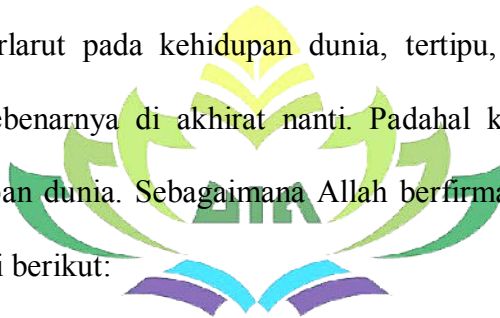 rlarut pada kehidupan dunia, tertipu,
ebenarnya di akhirat nanti. Padahal k
an dunia. Sebagaimana Allah berfirma
i berikut: